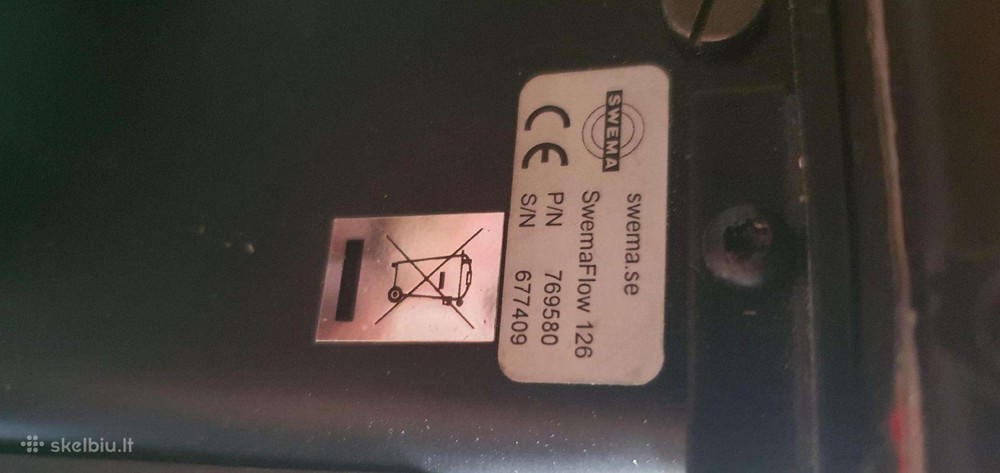 SWEMA
swema.se
SwemaFlow 126
CE
P/N 769580
S/N 677409
skelbiu.lt